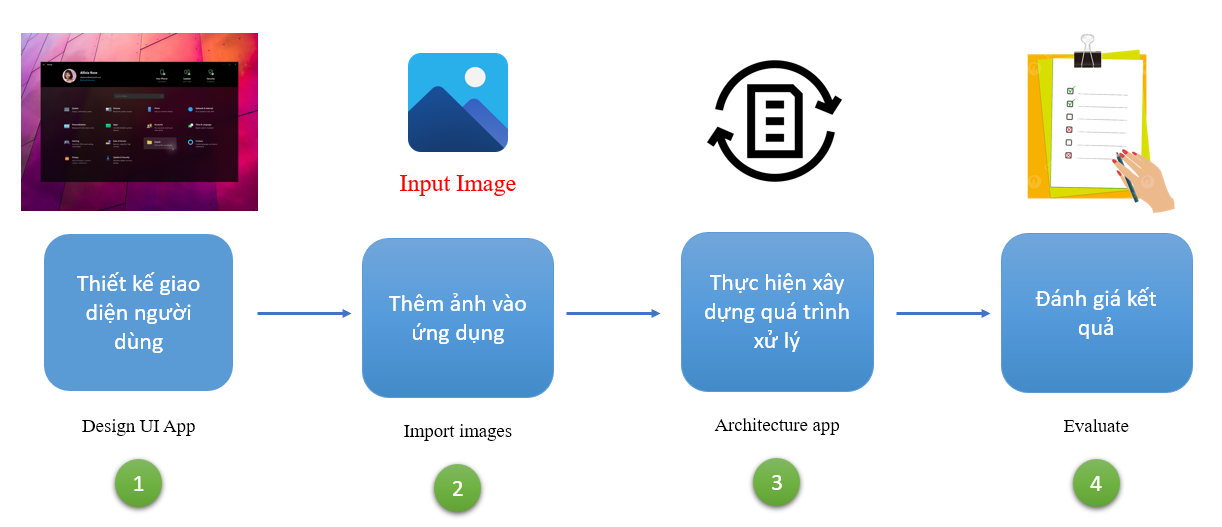 Input Image
Thiết kế giao
diện người
dùng
Thêm ảnh vào
ứng dụng
Thực hiện xây
dựng quá trình
xử lý
Đánh giá kết
quả
Design UI App
Import images
Architecture app
Evaluate
1
2
3
4